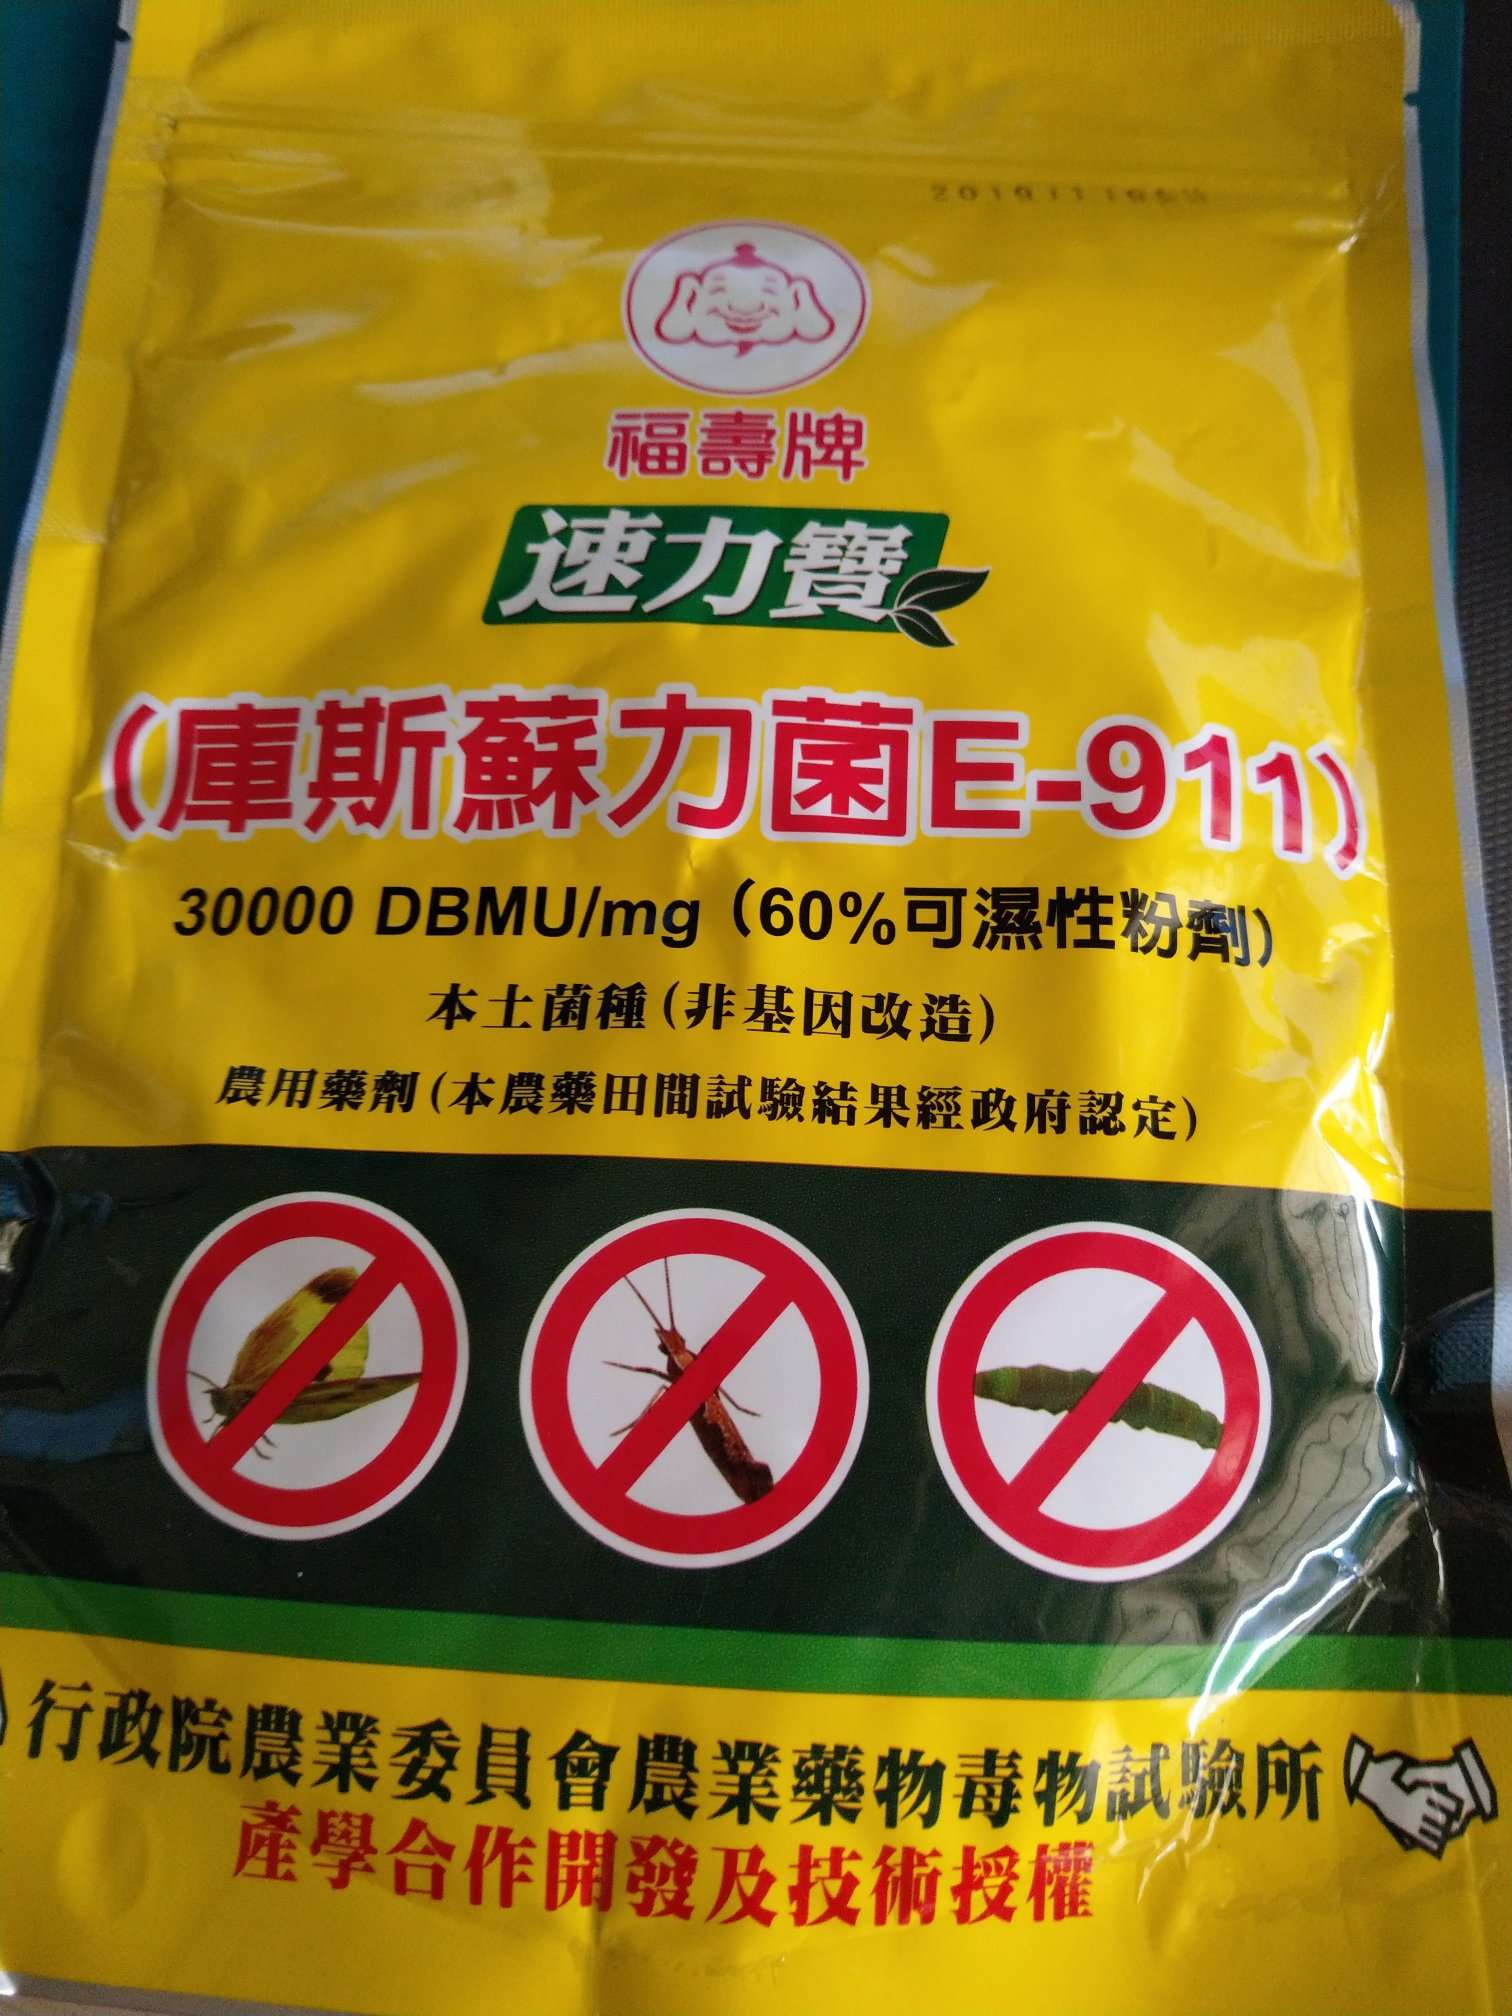 福壽牌
速力寶
(庫斯蘇力菌E-911)
30000 DBMU/mg (60%可濕性粉劑)
本土菌種(非基因改造)
農用藥劑(本農藥田間試驗結果經政府認定)
行政院農業委員會農業藥物毒物試驗所
產學合作開發及技術授權